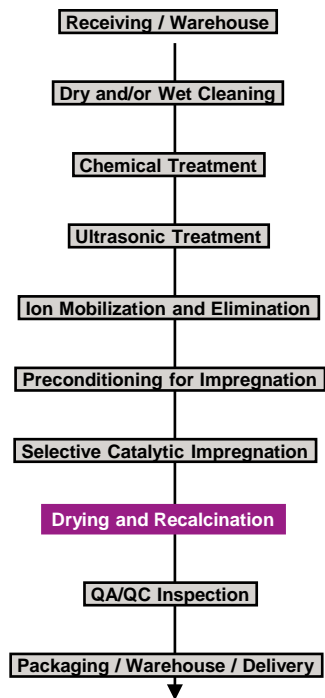 Receiving / Warehouse
Dry and/or Wet Cleaning
Chemical Treatment
Ultrasonic Treatment
Ion Mobilization and Elimination
Preconditioning for Impregnation
Selective Catalytic Impregnation
Drying and Recalcination
QA/QC Inspection
Packaging / Warehouse / Delivery